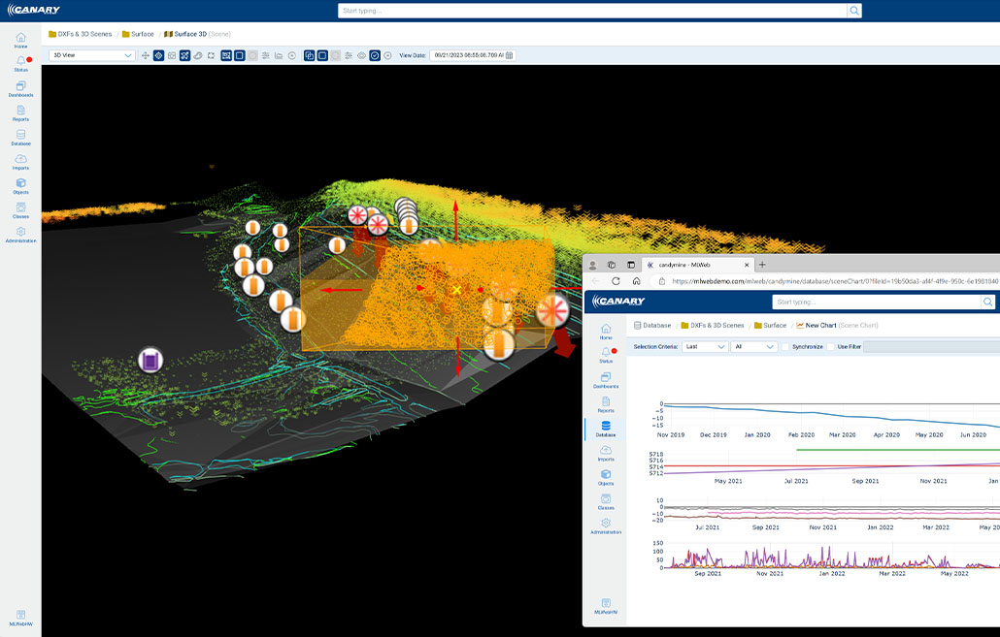 CANARY
Start typing...
DXFs & 3D Scenes / Surface / Surface 3D (Scene)
3D View
View Date: 09/21/2023 08:55:06.789 AM
Home
Status
Dashboards
Reports
Database
Imports
Objects
Classes
Administration
MLWebHW
candymine - MLWeb
https://mlwebdemo.com/mlweb/candymine/database/sceneChart/0?fileId=19b50da3-af4f-4f9e-950c-6e1981840
CANARY
Start typing...
Database / DXFs & 3D Scenes / Surface / New Chart (Scene Chart)
Selection Criteria: Last All Synchronize Use Filter
Home
Status
Dashboards
Reports
Database
Imports
Objects
Classes
Administration
MLWebHW
0
−5
−10
−15
Nov 2019 Dec 2019 Jan 2020 Feb 2020 Mar 2020 Apr 2020 May 2020 Jun 2020
5718
5716
5714
5712
May 2021 Jul 2021 Sep 2021 Nov 2021 Jan
10
0
−10
−20
Jul 2021 Sep 2021 Nov 2021 Jan 2022 Mar 2022 May 20
150
100
50
0
Sep 2021 Nov 2021 Jan 2022 Mar 2022 May 2022